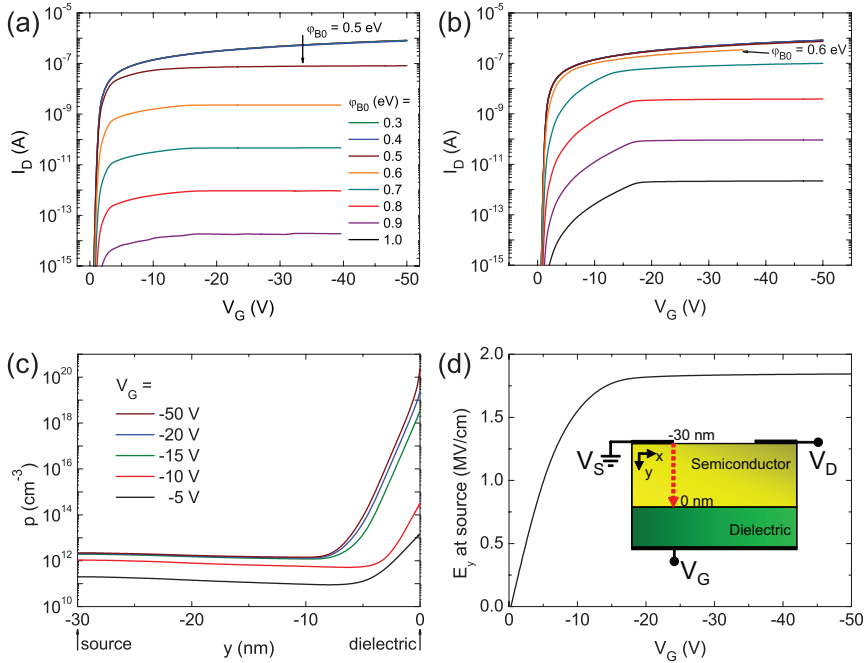 (a)
φB0 = 0.5 eV
φB0 (eV) =
0.3
0.4
0.5
0.6
0.7
0.8
0.9
1.0
10^-5
10^-7
10^-9
10^-11
10^-13
10^-15
I_D (A)
0 -10 -20 -30 -40 -50
V_G (V)
(b)
φB0 = 0.6 eV
10^-5
10^-7
10^-9
10^-11
10^-13
10^-15
I_D (A)
0 -10 -20 -30 -40 -50
V_G (V)
(c)
V_G =
-50 V
-20 V
-15 V
-10 V
-5 V
10^20
10^18
10^16
10^14
10^12
10^10
p (cm^-3)
-30 -20 -10 0
source y (nm) dielectric
(d)
2.0
1.5
1.0
0.5
0.0
E_y at source (MV/cm)
-30 nm
V_S
x
y
Semiconductor
V_D
0 nm
Dielectric
V_G
0 -10 -20 -30 -40 -50
V_G (V)